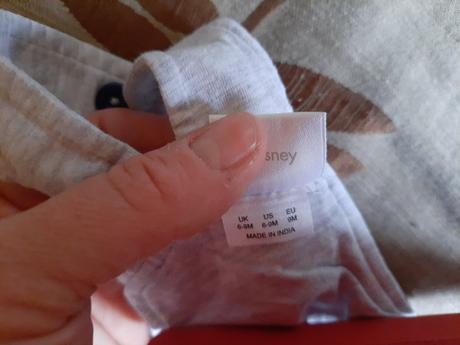 sney
UK US EU
6-9M 6-9M 9M
MADE IN INDIA